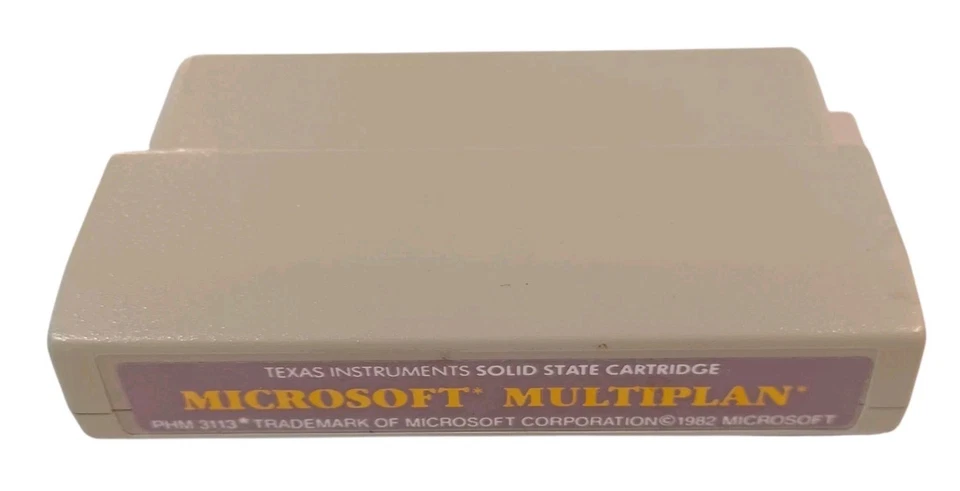 TEXAS INSTRUMENTS SOLID STATE CARTRIDGE
MICROSOFT* MULTIPLAN*
PHM 3113 * TRADEMARK OF MICROSOFT CORPORATION © 1982 MICROSOFT